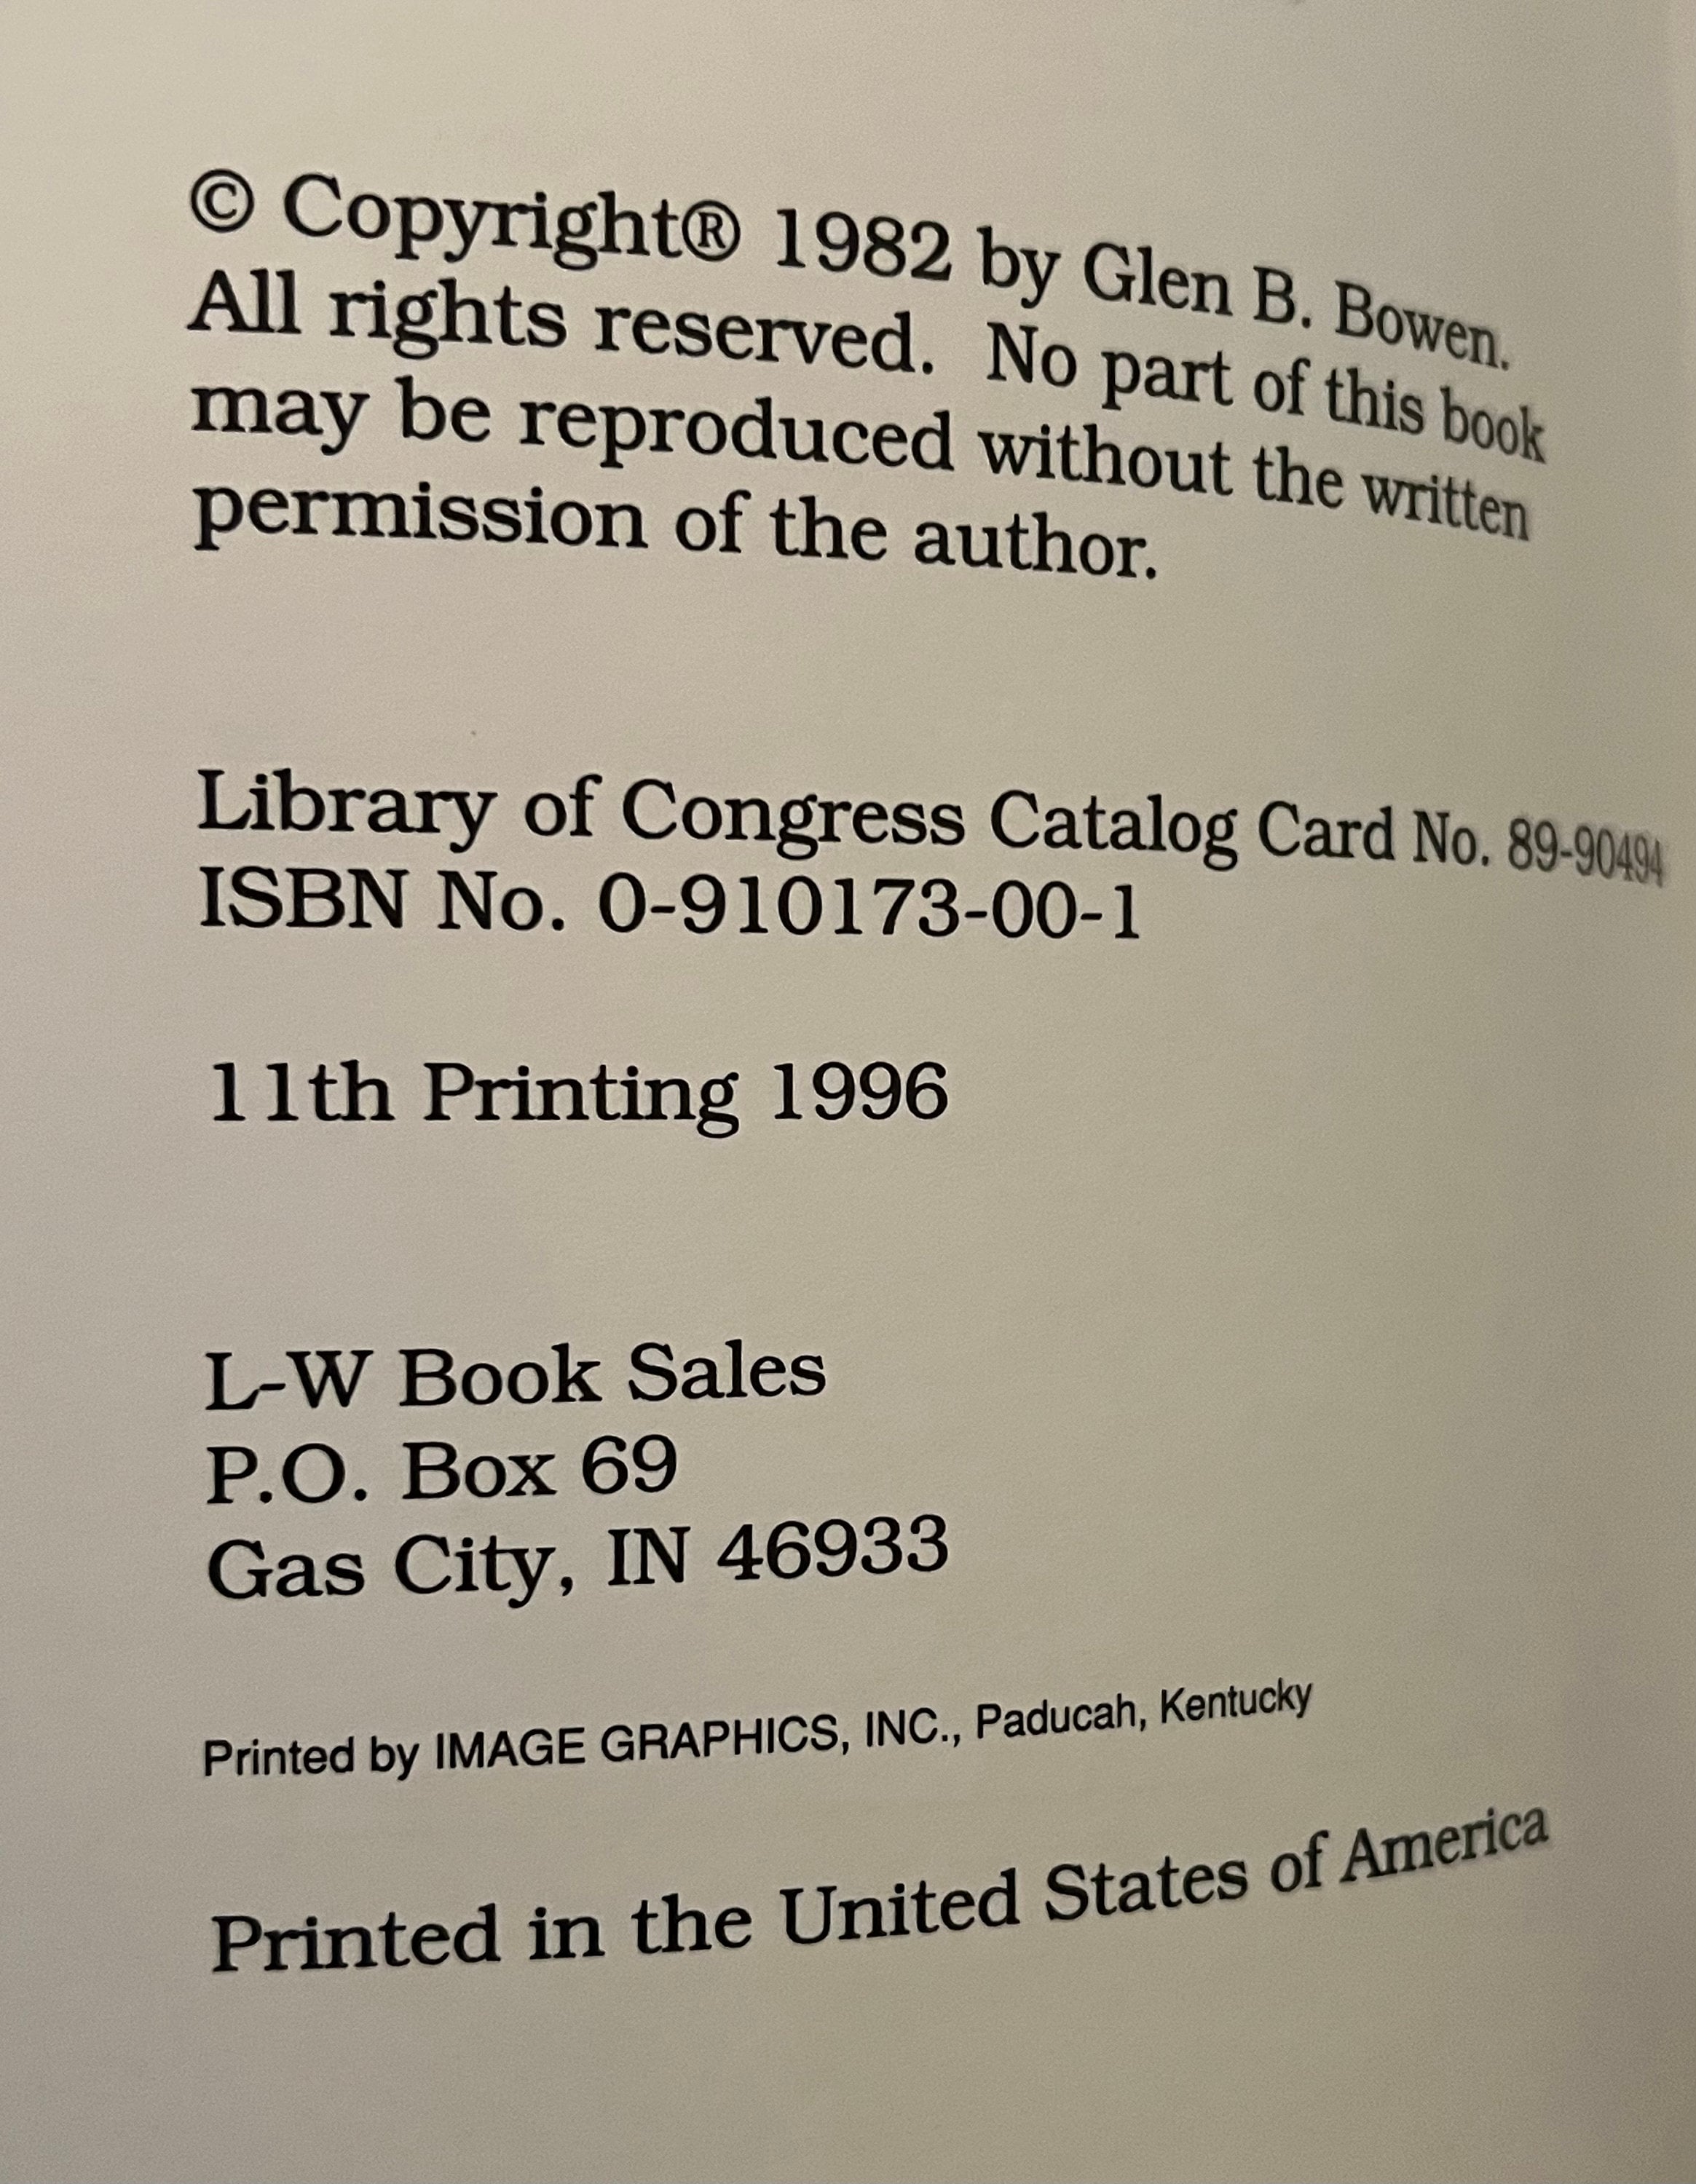 © Copyright® 1982 by Glen B. Bowen.
All rights reserved. No part of this book
may be reproduced without the written
permission of the author.
Library of Congress Catalog Card No. 89-90494
ISBN No. 0-910173-00-1
11th Printing 1996
L-W Book Sales
P.O. Box 69
Gas City, IN 46933
Printed by IMAGE GRAPHICS, INC., Paducah, Kentucky
Printed in the United States of America